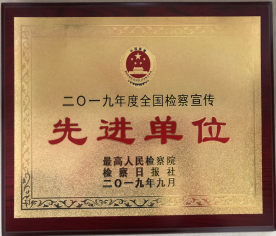 二〇一九年度全国检察宣传
先进单位
最高人民检察院
检察日报社
二〇一九年九月